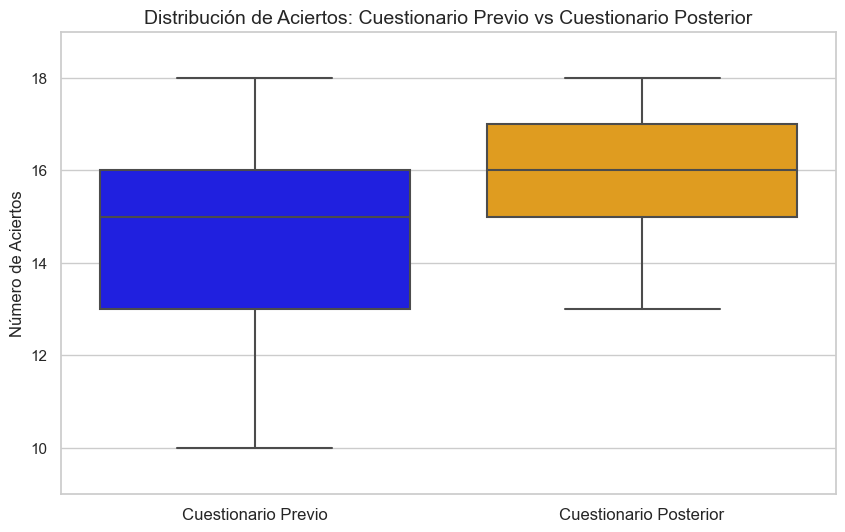 Distribución de Aciertos: Cuestionario Previo vs Cuestionario Posterior
Número de Aciertos
18
16
14
12
10
Cuestionario Previo
Cuestionario Posterior